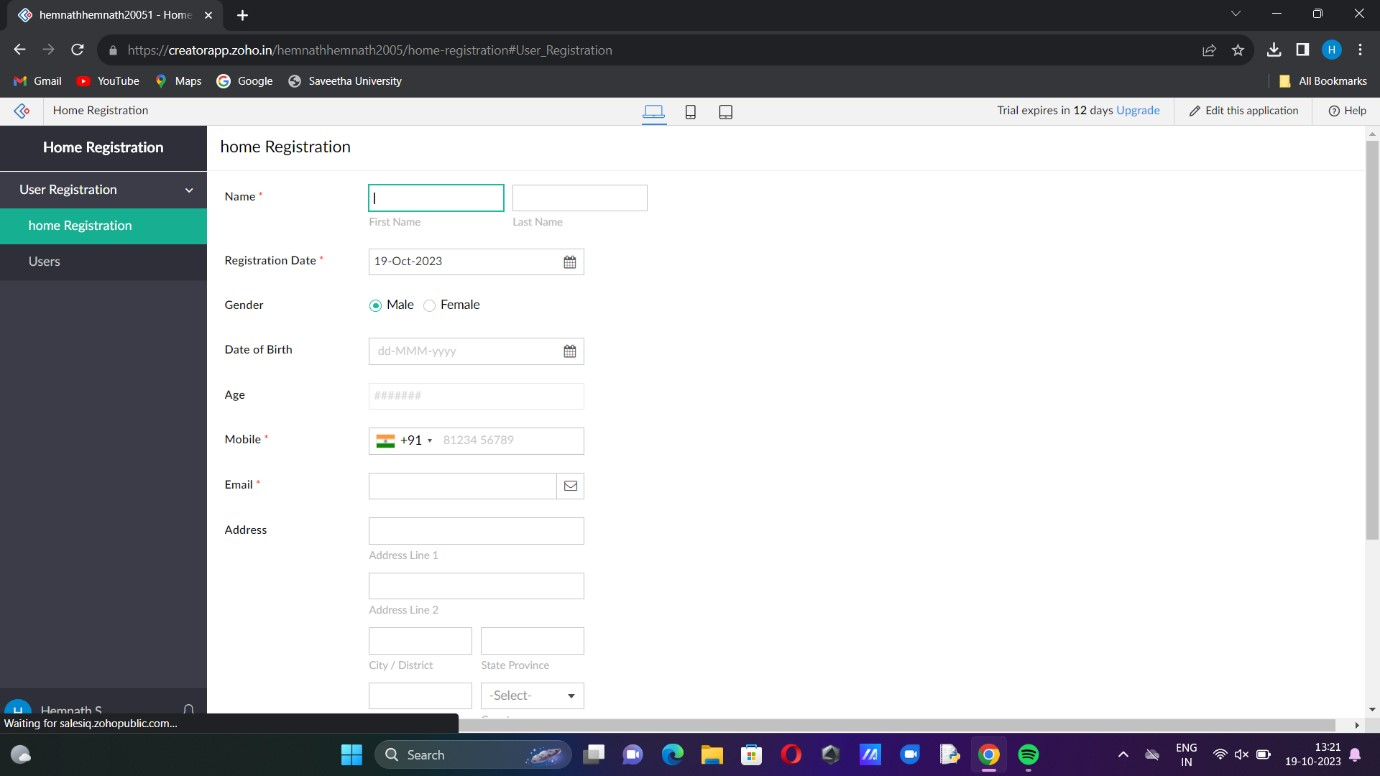 hemnathhemnath20051 - Home
https://creatorapp.zoho.in/hemnathhemnath2005/home-registration#User_Registration
H
Gmail YouTube Maps Google Saveetha University All Bookmarks
Home Registration
Trial expires in 12 days Upgrade Edit this application Help
Home Registration
User Registration
home Registration
Users
home Registration
Name *
First Name Last Name
Registration Date * 19-Oct-2023
Gender Male Female
Date of Birth dd-MMM-yyyy
Age #######
Mobile * +91 81234 56789
Email *
Address
Address Line 1
Address Line 2
City / District State Province
-Select-
H Hemnath S
Waiting for salesiq.zohopublic.com...
Search
ENG
IN
13:21
19-10-2023